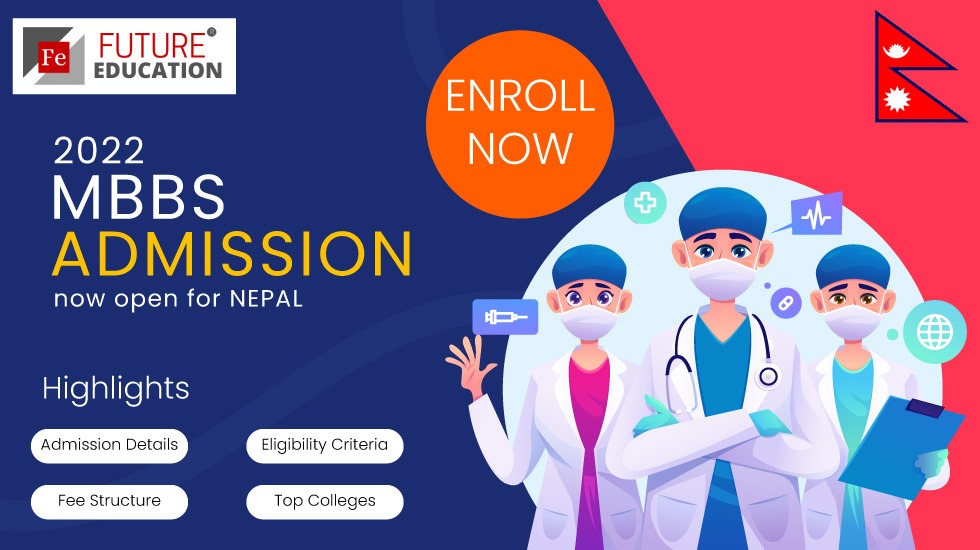 Fe
FUTURE®
EDUCATION
ENROLL
NOW
2022
MBBS
ADMISSION
now open for NEPAL
Highlights
Admission Details
Eligibility Criteria
Fee Structure
Top Colleges